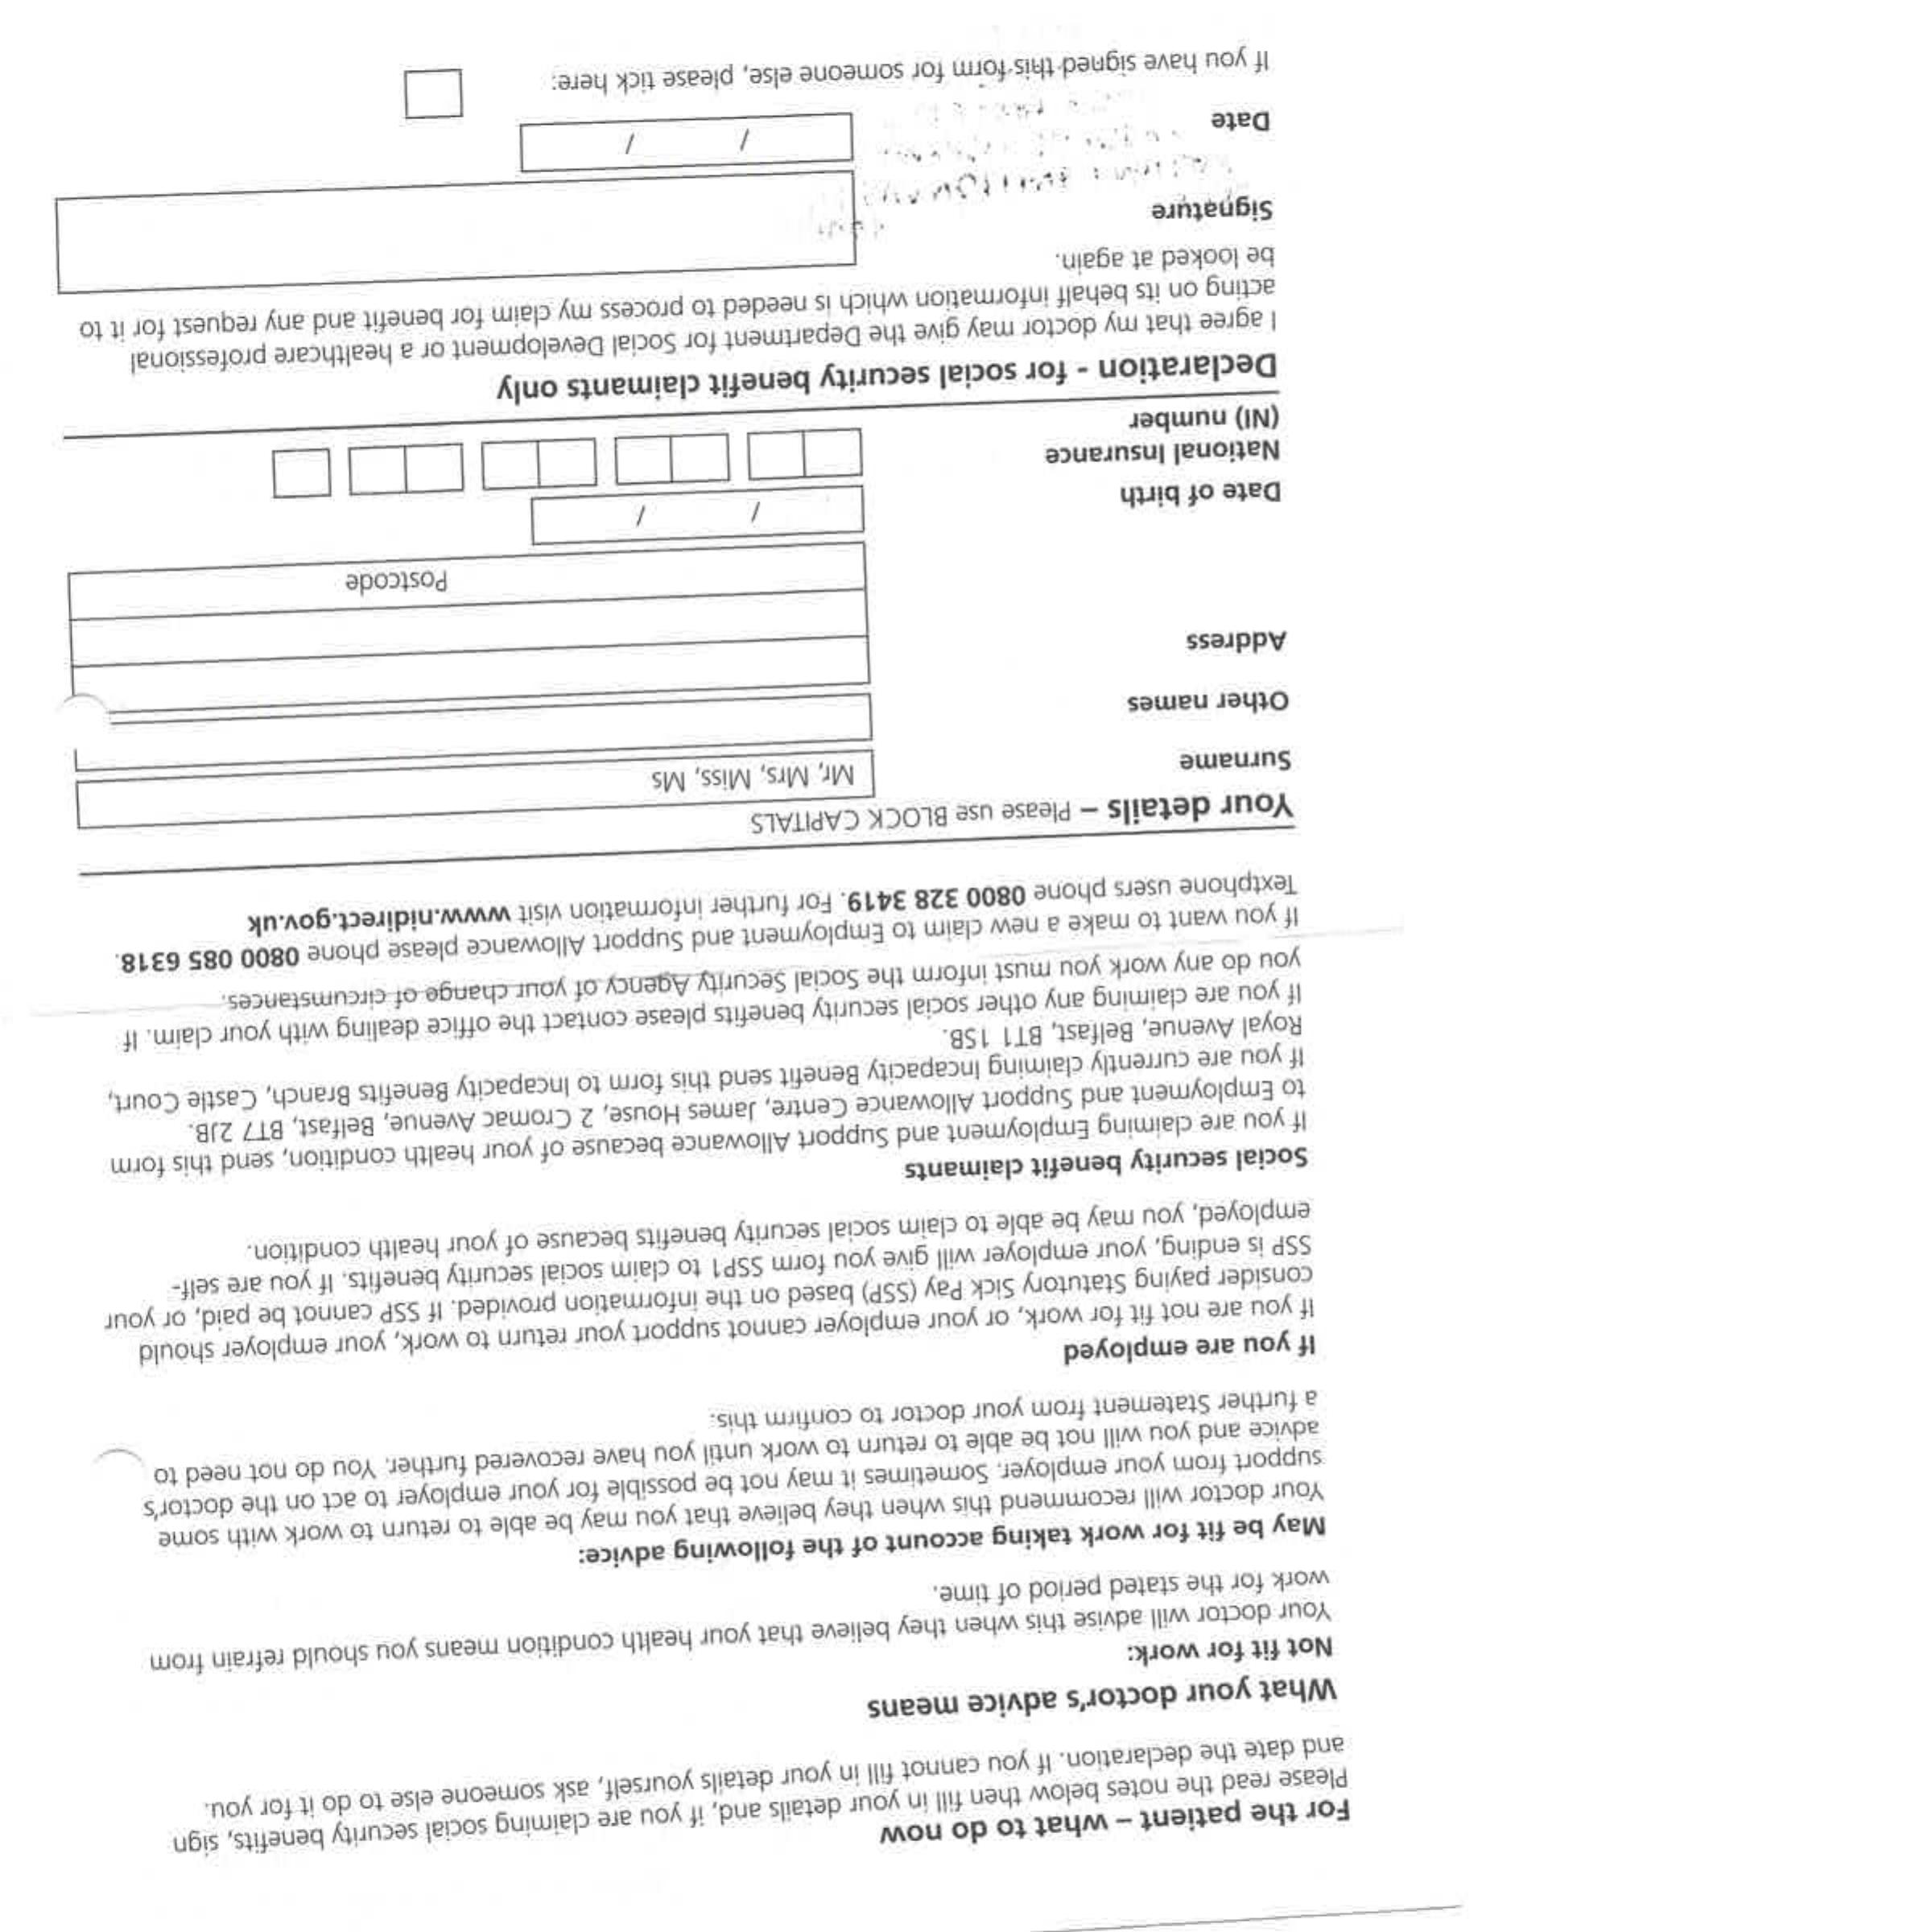 For the patient – what to do now
Please read the notes below then fill in your details and, if you are claiming social security benefits, sign
and date the declaration. If you cannot fill in your details yourself, ask someone else to do it for you.
What your doctor's advice means
Not fit for work:
Your doctor will advise this when they believe that your health condition means you should refrain from
work for the stated period of time.
May be fit for work taking account of the following advice:
Your doctor will recommend this when they believe that you may be able to return to work with some
support from your employer. Sometimes it may not be possible for your employer to act on the doctor's
advice and you will not be able to return to work until you have recovered further. You do not need to
a further Statement from your doctor to confirm this.
If you are employed
If you are not fit for work, or your employer cannot support your return to work, your employer should
consider paying Statutory Sick Pay (SSP) based on the information provided. If SSP cannot be paid, or your
SSP is ending, your employer will give you form SSP1 to claim social security benefits. If you are self-
employed, you may be able to claim social security benefits because of your health condition.
Social security benefit claimants
If you are claiming Employment and Support Allowance because of your health condition, send this form
to Employment and Support Allowance Centre, James House, 2 Cromac Avenue, Belfast, BT7 2JB.
If you are currently claiming Incapacity Benefit send this form to Incapacity Benefits Branch, Castle Court,
Royal Avenue, Belfast, BT1 1SB.
If you are claiming any other social security benefits please contact the office dealing with your claim. If
you do any work you must inform the Social Security Agency of your change of circumstances.
If you want to make a new claim to Employment and Support Allowance please phone 0800 085 6318.
Textphone users phone 0800 328 3419. For further information visit www.nidirect.gov.uk
Your details – Please use BLOCK CAPITALS
Surname
Mr, Mrs, Miss, Ms
Other names
Address
Postcode
Date of birth
/ /
National Insurance
(NI) number
Declaration - for social security benefit claimants only
I agree that my doctor may give the Department for Social Development or a healthcare professional
acting on its behalf information which is needed to process my claim for benefit and any request for it to
be looked at again.
Signature
Date
/ /
If you have signed this form for someone else, please tick here: